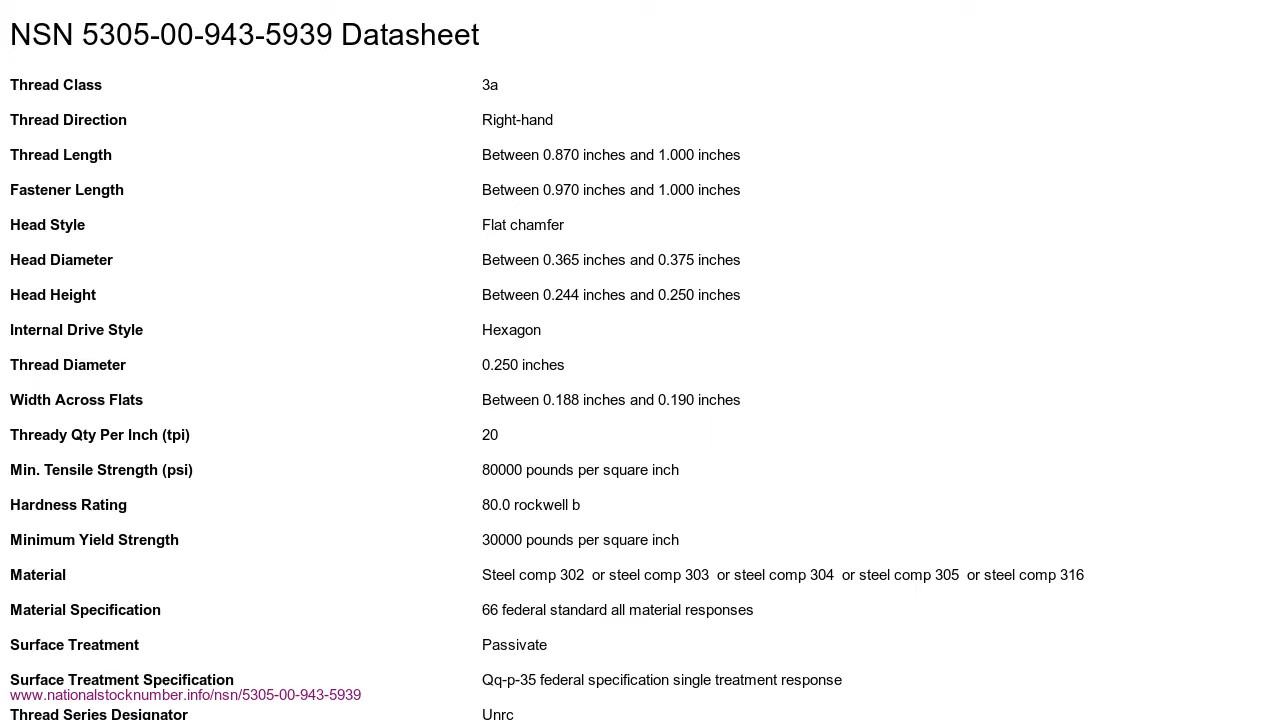 NSN 5305-00-943-5939 Datasheet
Thread Class 3a
Thread Direction Right-hand
Thread Length Between 0.870 inches and 1.000 inches
Fastener Length Between 0.970 inches and 1.000 inches
Head Style Flat chamfer
Head Diameter Between 0.365 inches and 0.375 inches
Head Height Between 0.244 inches and 0.250 inches
Internal Drive Style Hexagon
Thread Diameter 0.250 inches
Width Across Flats Between 0.188 inches and 0.190 inches
Thready Qty Per Inch (tpi) 20
Min. Tensile Strength (psi) 80000 pounds per square inch
Hardness Rating 80.0 rockwell b
Minimum Yield Strength 30000 pounds per square inch
Material Steel comp 302  or steel comp 303  or steel comp 304  or steel comp 305  or steel comp 316
Material Specification 66 federal standard all material responses
Surface Treatment Passivate
Surface Treatment Specification Qq-p-35 federal specification single treatment response
www.nationalstocknumber.info/nsn/5305-00-943-5939
Thread Series Designator Unrc